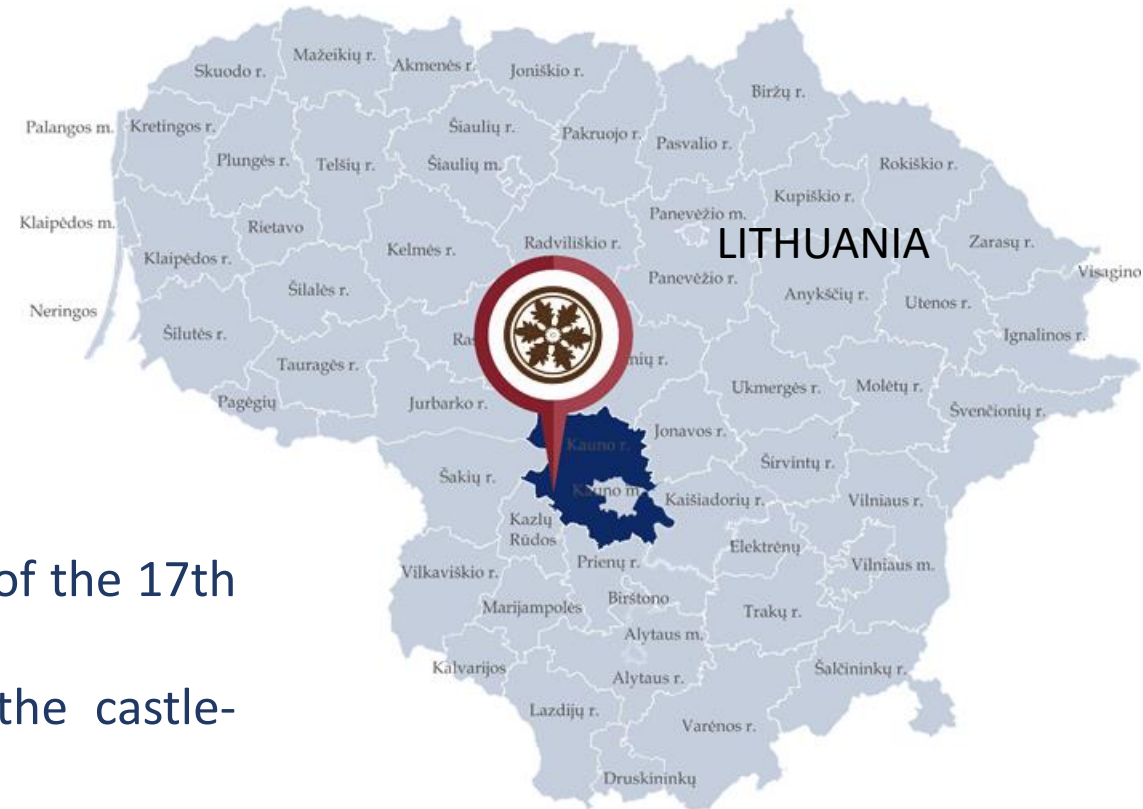 Mažeikių r.
Skuodo r.
Akmenės r.
Joniškio r.
Biržų r.
Palangos m.
Kretingos r.
Šiaulių r.
Pakruojo r.
Pasvalio r.
Plungės r.
Telšių r.
Šiaulių m.
Rokiškio r.
Kupiškio r.
Panevėžio m.
Klaipėdos m.
Rietavo
Kelmės r.
Radviliškio r.
LITHUANIA
Zarasų r.
Klaipėdos r.
Panevėžio r.
Visagino
Šilalės r.
Anykščių r.
Utenos r.
Neringos
Šilutės r.
Ignalinos r.
Tauragės r.
Ukmergės r.
Molėtų r.
Pagėgių
Jurbarko r.
Švenčionių r.
Jonavos r.
Kauno r.
Širvintų r.
Šakių r.
Kauno m
Kaišiadorių r.
Vilniaus r.
Kazlų
Rūdos
Elektrėnų
Prienų r.
Vilniaus m.
Vilkaviškio r.
of the 17th
Marijampolės
Birštono
Trakų r.
Alytaus m.
Kalvarijos
Alytaus r.
Šalčininkų r.
the castle-
Lazdijų r.
Varėnos r.
Druskininkų